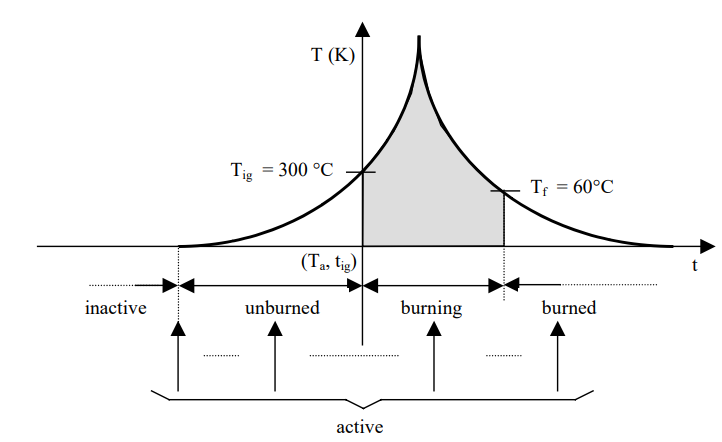 T (K)
T_ig = 300 °C
T_f = 60°C
(T_a, t_ig)
t
inactive
unburned
burning
burned
active